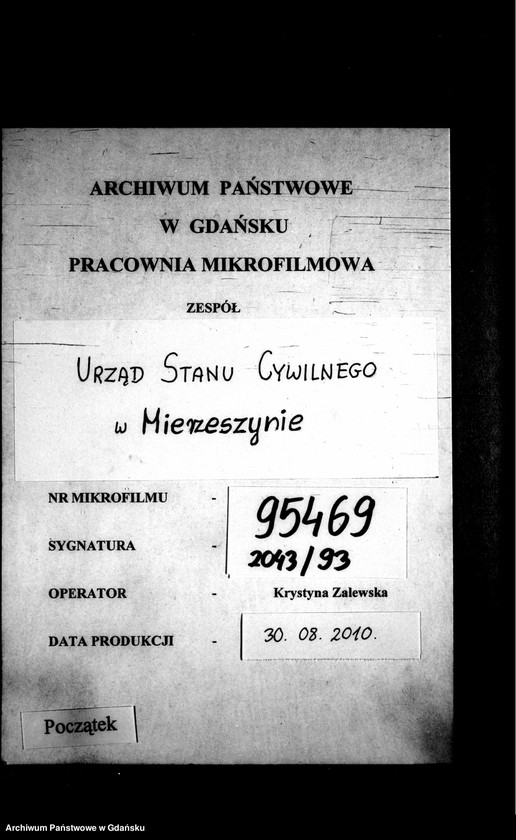 ARCHIWUM PAŃSTWOWE
W GDAŃSKU
PRACOWNIA MIKROFILMOWA
ZESPÓŁ
URZĄD STANU CYWILNEGO
w Mierzeszynie
NR MIKROFILMU - 95469
SYGNATURA - 2043/93
OPERATOR - Krystyna Zalewska
DATA PRODUKCJI - 30. 08. 2010.
Początek
Archiwum Państwowe w Gdańsku